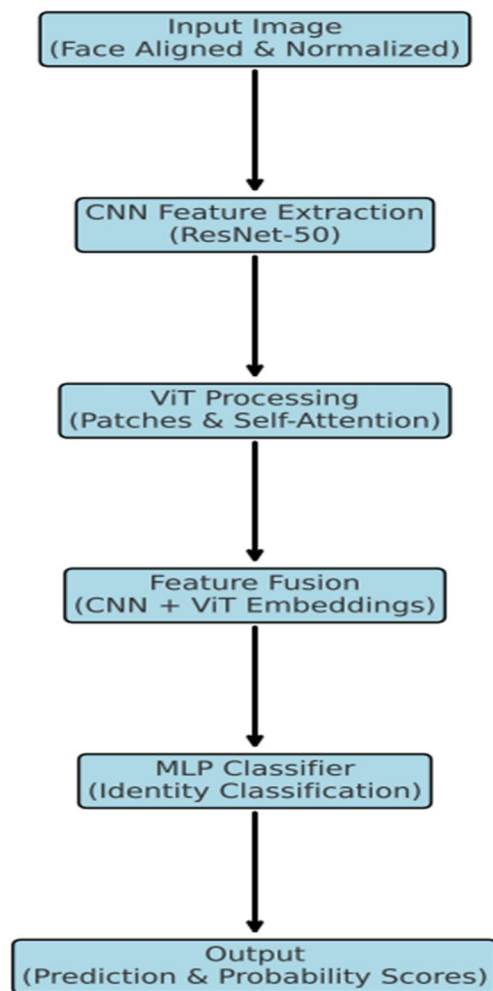 Input Image
(Face Aligned & Normalized)
CNN Feature Extraction
(ResNet-50)
ViT Processing
(Patches & Self-Attention)
Feature Fusion
(CNN + ViT Embeddings)
MLP Classifier
(Identity Classification)
Output
(Prediction & Probability Scores)